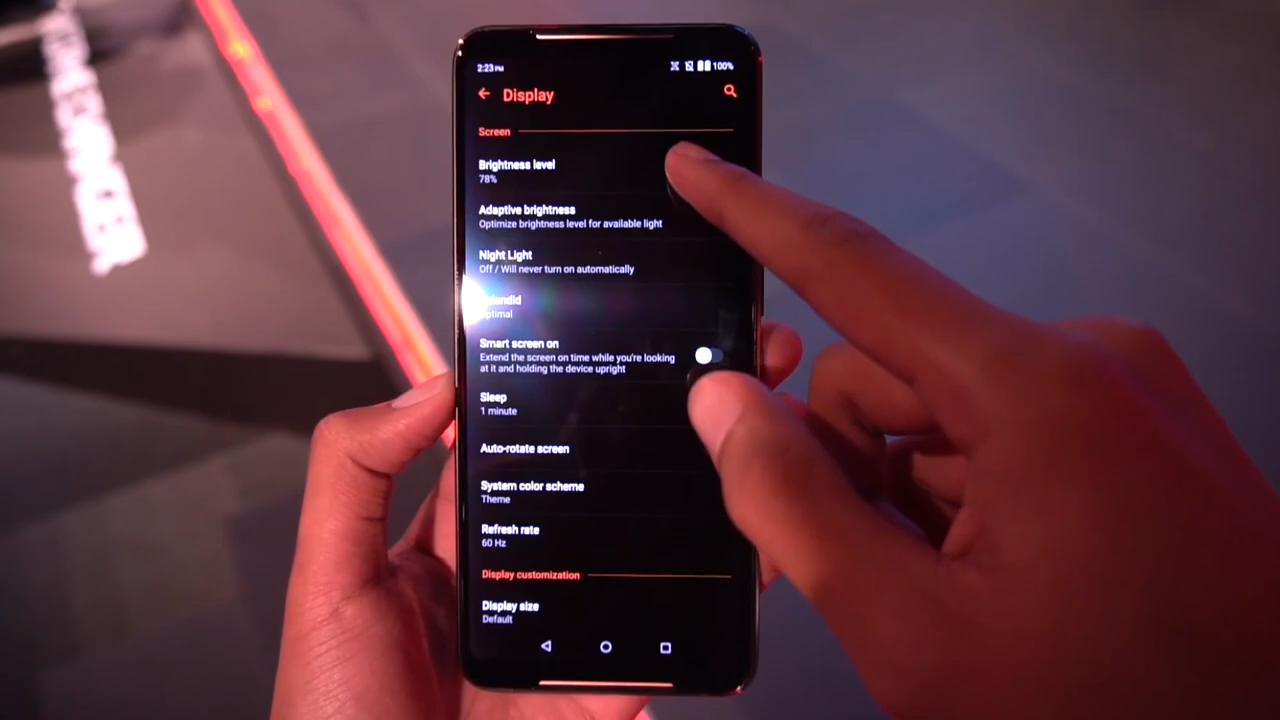 2:23 PM
100%
Display
Screen
Brightness level
78%
Adaptive brightness
Optimize brightness level for available light
Night Light
Off / Will never turn on automatically
Smart screen on
Extend the screen on time while you're looking
at it and holding the device upright
Sleep
1 minute
Auto-rotate screen
System color scheme
Theme
Refresh rate
60 Hz
Display customization
Display size
Default